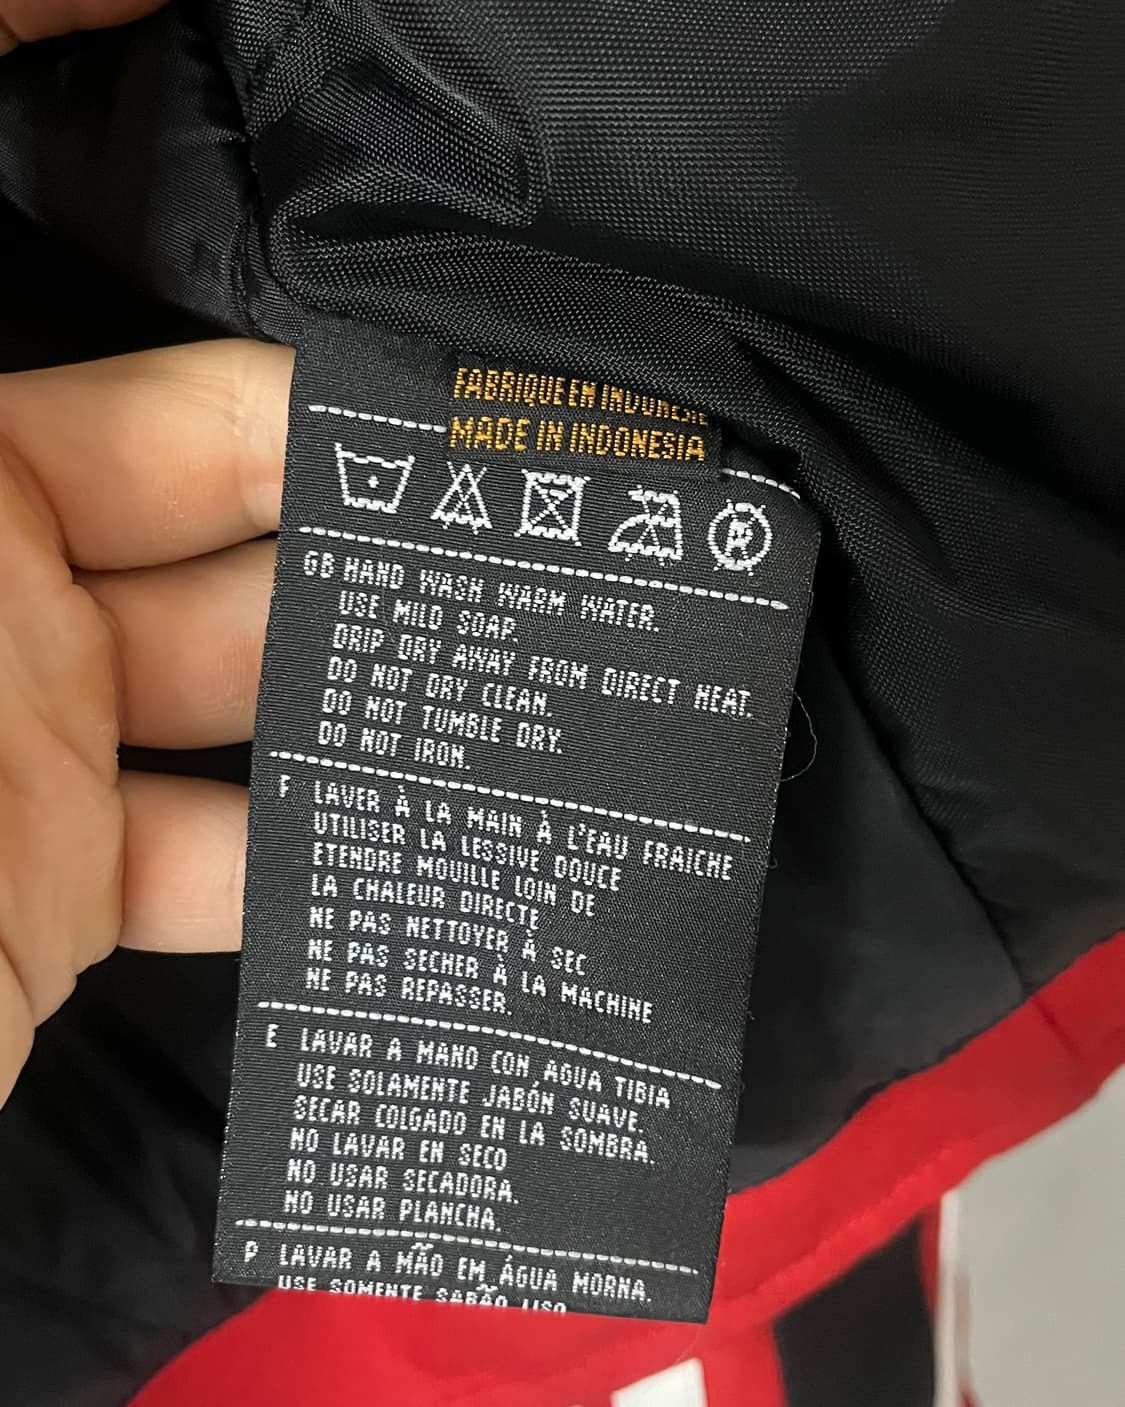 FABRIQUE EN INDONESIE
MADE IN INDONESIA
GB HAND WASH WARM WATER.
USE MILD SOAP.
DRIP DRY AWAY FROM DIRECT HEAT.
DO NOT DRY CLEAN.
DO NOT TUMBLE DRY.
DO NOT IRON.
F LAVER À LA MAIN À L'EAU FRAICHE
UTILISER LA LESSIVE DOUCE
ETENDRE MOUILLE LOIN DE
LA CHALEUR DIRECTE
NE PAS NETTOYER À SEC
NE PAS SECHER À LA MACHINE
NE PAS REPASSER.
E LAVAR A MANO CON AGUA TIBIA
USE SOLAMENTE JABÓN SUAVE.
SECAR COLGADO EN LA SOMBRA.
NO LAVAR EN SECO
NO USAR SECADORA.
NO USAR PLANCHA.
P LAVAR A MÃO EM ÁGUA MORNA.
USE SOMENTE SABÃO